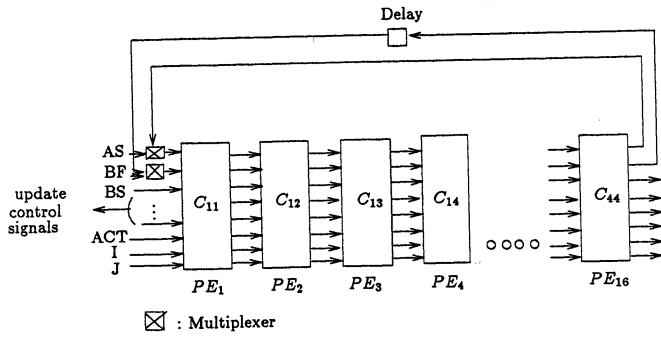 Delay
AS
BF
BS
update
control
signals
⋮
ACT
I
J
C11
C12
C13
C14
C44
PE1
PE2
PE3
PE4
PE16
: Multiplexer